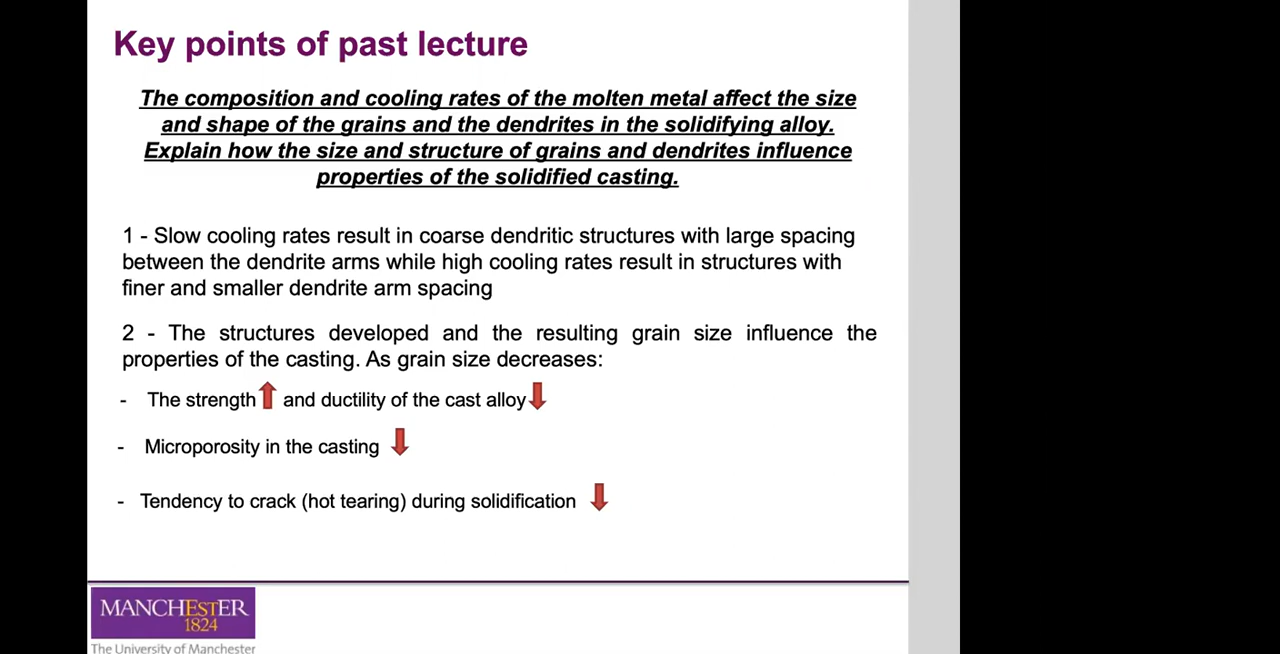 Key points of past lecture
The composition and cooling rates of the molten metal affect the size
and shape of the grains and the dendrites in the solidifying alloy.
Explain how the size and structure of grains and dendrites influence
properties of the solidified casting.
1 - Slow cooling rates result in coarse dendritic structures with large spacing
between the dendrite arms while high cooling rates result in structures with
finer and smaller dendrite arm spacing
2 - The structures developed and the resulting grain size influence the
properties of the casting. As grain size decreases:
- The strength and ductility of the cast alloy
- Microporosity in the casting
- Tendency to crack (hot tearing) during solidification
MANCHESTER
1824
The University of Manchester